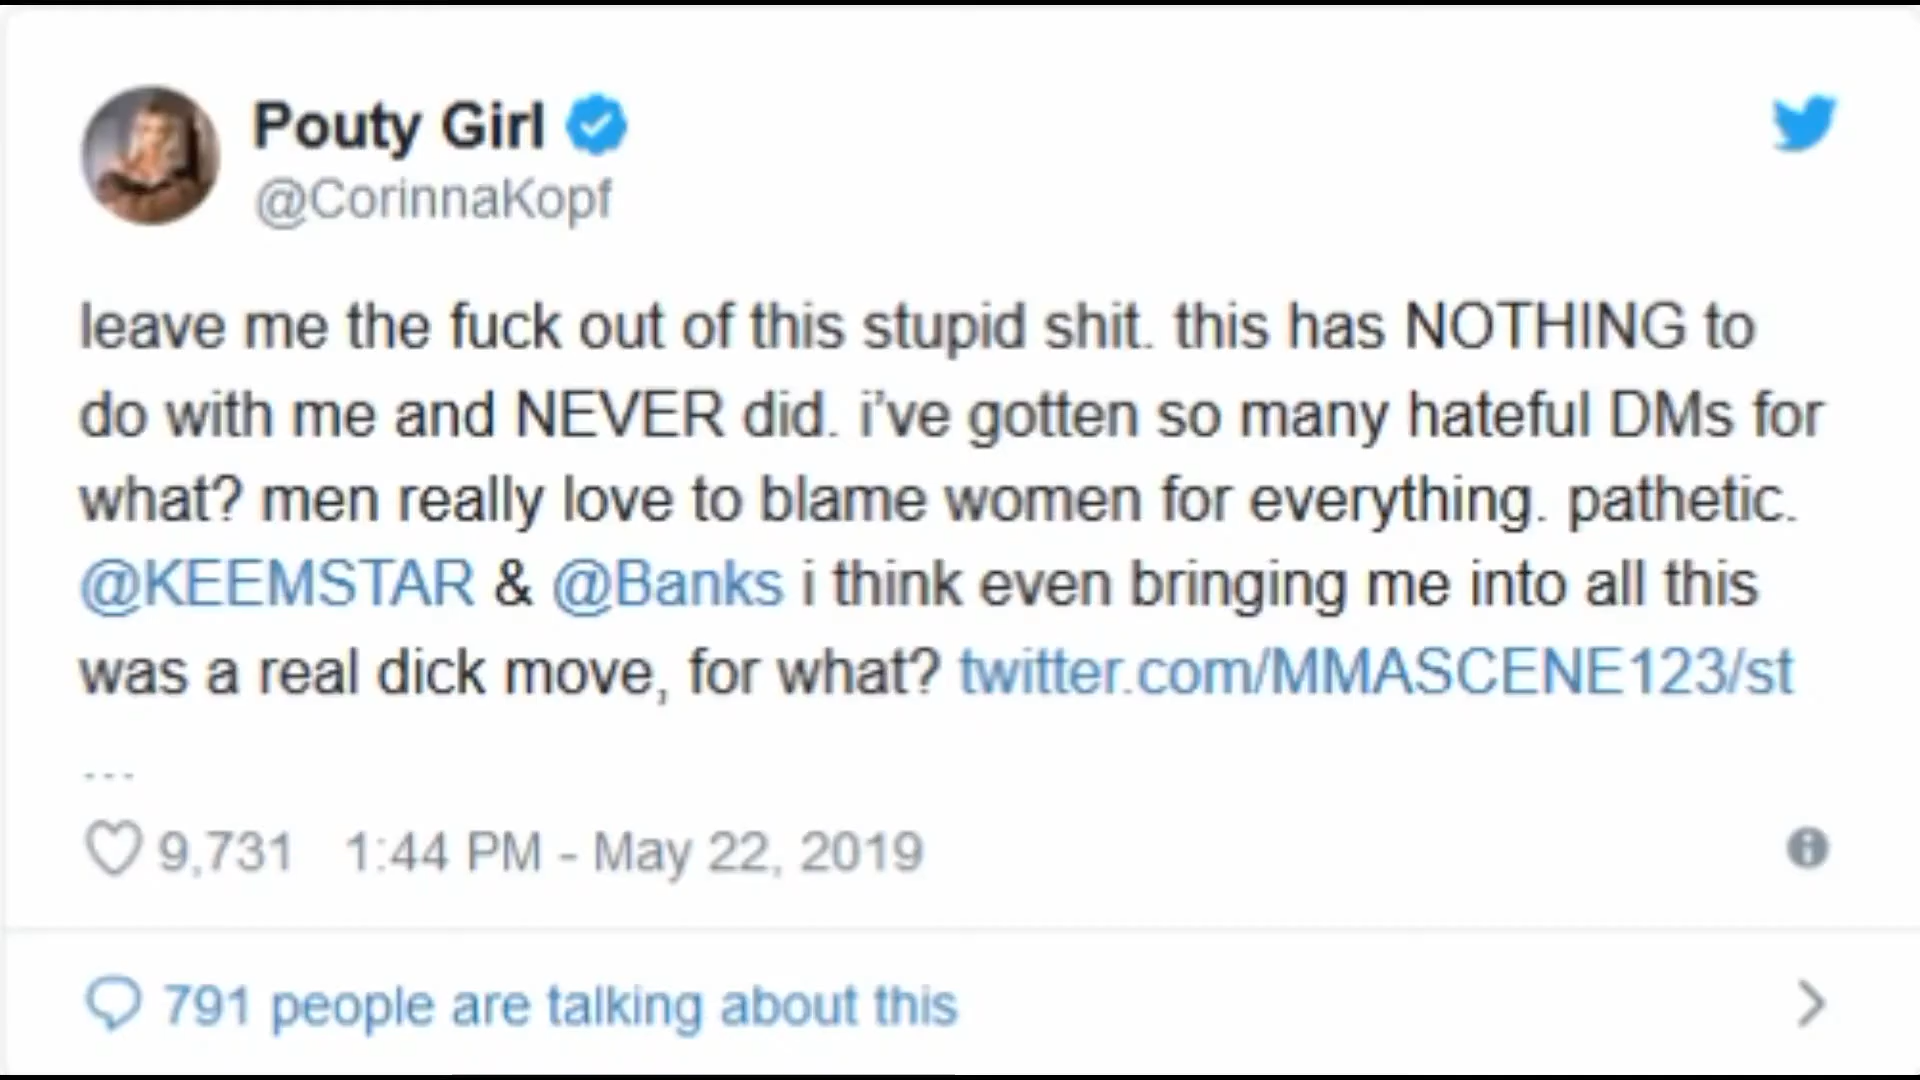 Pouty Girl
@CorinnaKopf
leave me the fuck out of this stupid shit. this has NOTHING to
do with me and NEVER did. i've gotten so many hateful DMs for
what? men really love to blame women for everything. pathetic.
@KEEMSTAR & @Banks i think even bringing me into all this
was a real dick move, for what? twitter.com/MMASCENE123/st
...
9,731 1:44 PM - May 22, 2019
791 people are talking about this